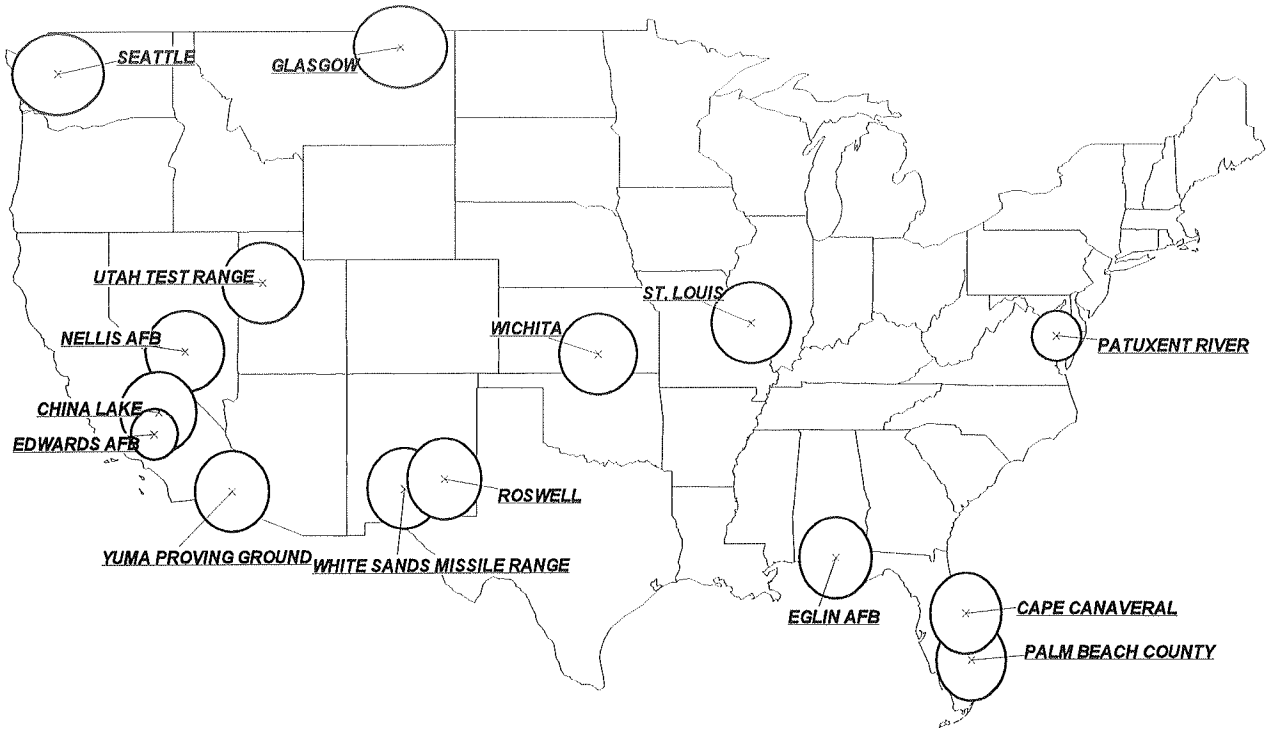 SEATTLE
GLASGOW
UTAH TEST RANGE
ST. LOUIS
WICHITA
NELLIS AFB
PATUXENT RIVER
CHINA LAKE
EDWARDS AFB
ROSWELL
YUMA PROVING GROUND
WHITE SANDS MISSILE RANGE
EGLIN AFB
CAPE CANAVERAL
PALM BEACH COUNTY